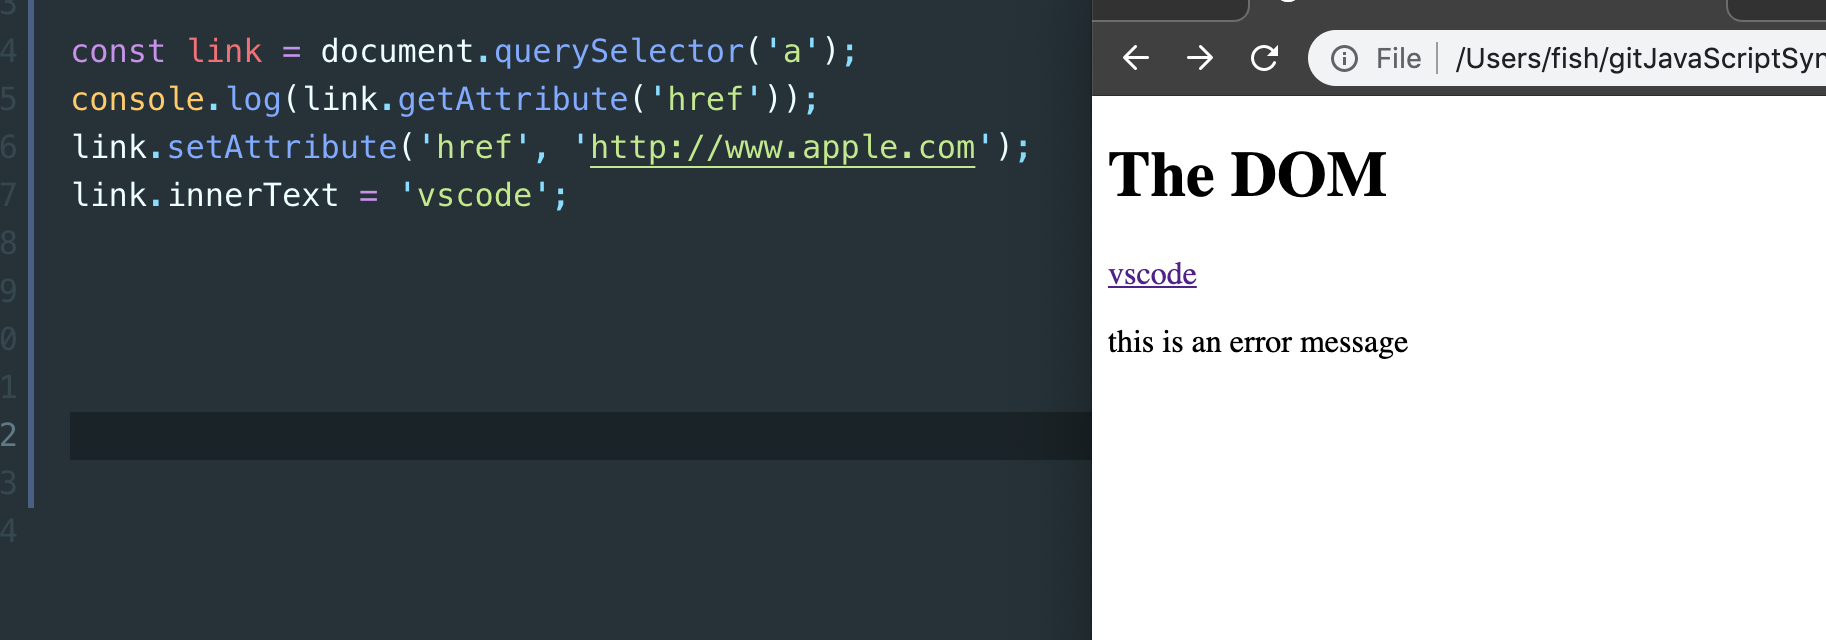 3
4 const link = document.querySelector('a');
5 console.log(link.getAttribute('href'));
6 link.setAttribute('href', 'http://www.apple.com');
7 link.innerText = 'vscode';
8
9
0
1
2
3
4
File
/Users/fish/gitJavaScriptSyn
The DOM
vscode
this is an error message